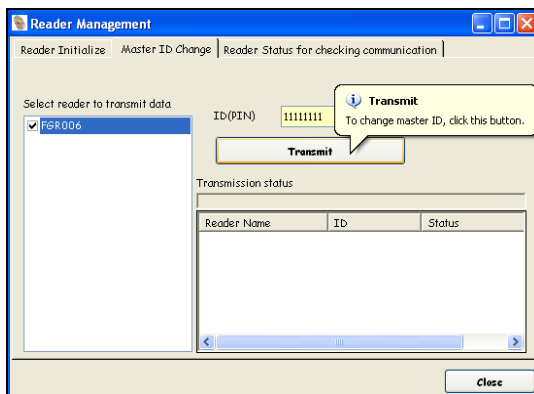 Reader Management
Reader Initialize Master ID Change Reader Status for checking communication
Select reader to transmit data
FGR006
ID(PIN) 11111111
Transmit
To change master ID, click this button.
Transmit
Transmission status
Reader Name ID Status
Close